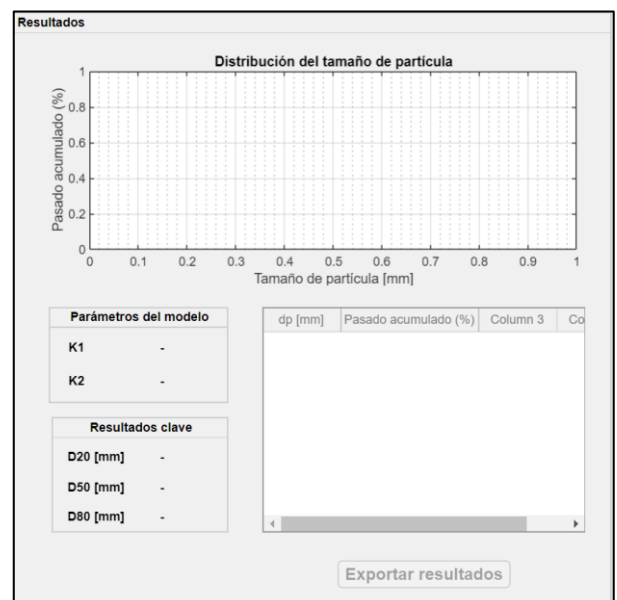 Resultados
Distribución del tamaño de partícula
Pasado acumulado (%)
1
0.8
0.6
0.4
0.2
0
0 0.1 0.2 0.3 0.4 0.5 0.6 0.7 0.8 0.9 1
Tamaño de partícula [mm]
Parámetros del modelo
K1 -
K2 -
Resultados clave
D20 [mm] -
D50 [mm] -
D80 [mm] -
dp [mm] Pasado acumulado (%) Column 3 Co
Exportar resultados